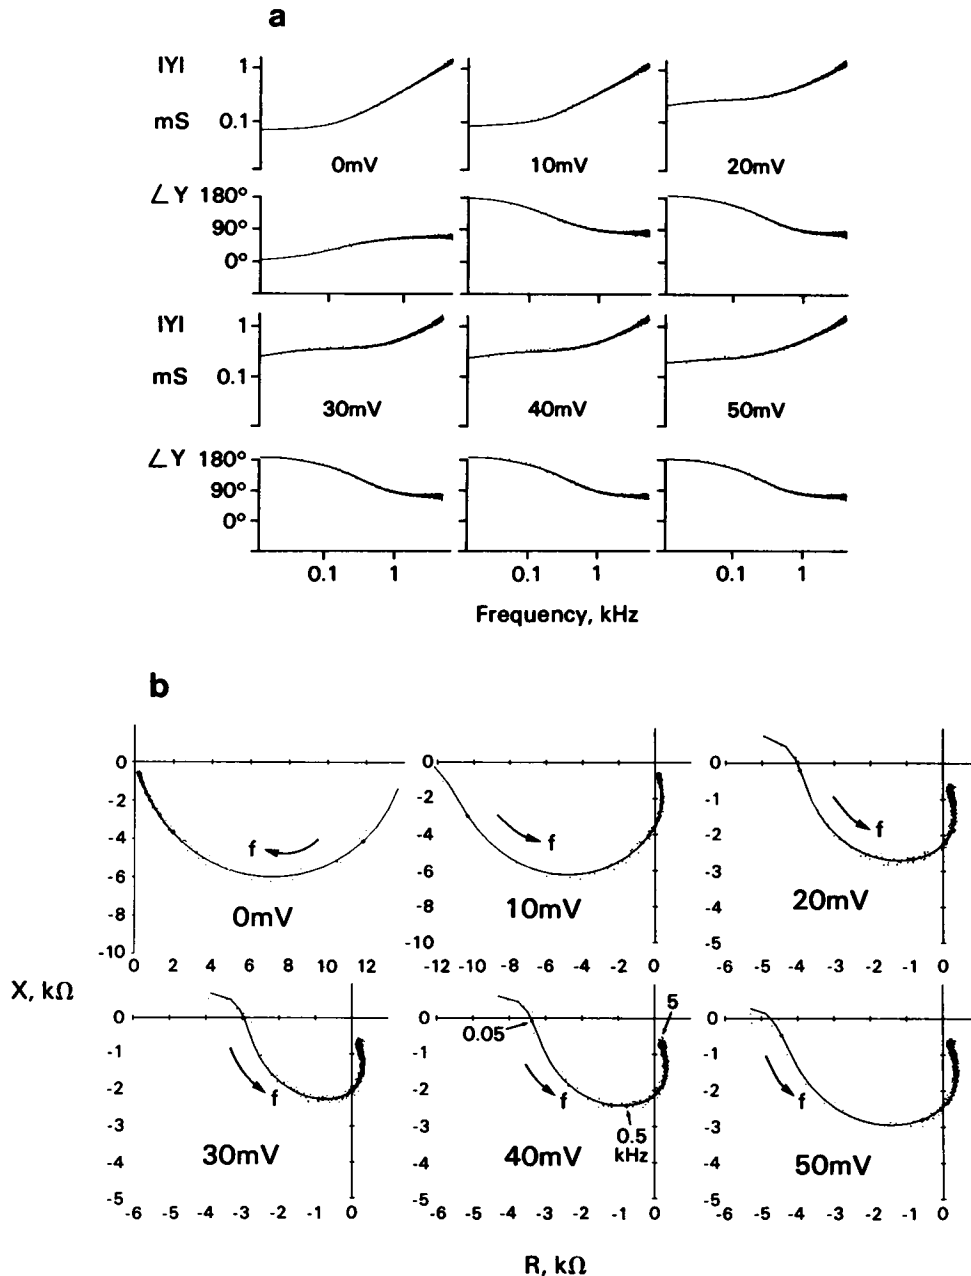 a
|Y| 1
mS 0.1
0mV 10mV 20mV
∠Y 180°
90°
0°
|Y| 1
mS 0.1
30mV 40mV 50mV
∠Y 180°
90°
0°
0.1 1 0.1 1 0.1 1
Frequency, kHz
b
0 0 0
-2 -2 -1
-4 f -4 f -2 f
-6 -6 -3
-8 0mV -8 10mV -4 20mV
-10 -10 -5
0 2 4 6 8 10 12 -12 -10 -8 -6 -4 -2 0 -5 -4 -3 -2 -1 0
X, kΩ
0 0 0.05 5 0
-1 -1 -1
-2 f -2 f -2 f
-3 -3 0.5 kHz -3
30mV 40mV 50mV
-4 -4 -4
-5 -5 -5
-6 -5 -4 -3 -2 -1 0 -6 -5 -4 -3 -2 -1 0 -6 -5 -4 -3 -2 -1 0
R, kΩ